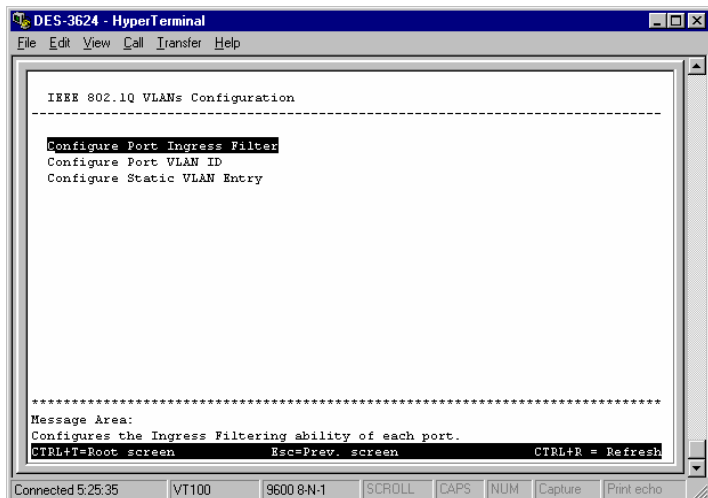 DES-3624 - HyperTerminal
File Edit View Call Transfer Help
IEEE 802.1Q VLANs Configuration
--------------------------------------------------------------------------------
Configure Port Ingress Filter
Configure Port VLAN ID
Configure Static VLAN Entry
********************************************************************************
Message Area:
Configures the Ingress Filtering ability of each port.
CTRL+T=Root screen Esc=Prev. screen CTRL+R = Refresh
Connected 5:25:35 VT100 9600 8-N-1 SCROLL CAPS NUM Capture Print echo